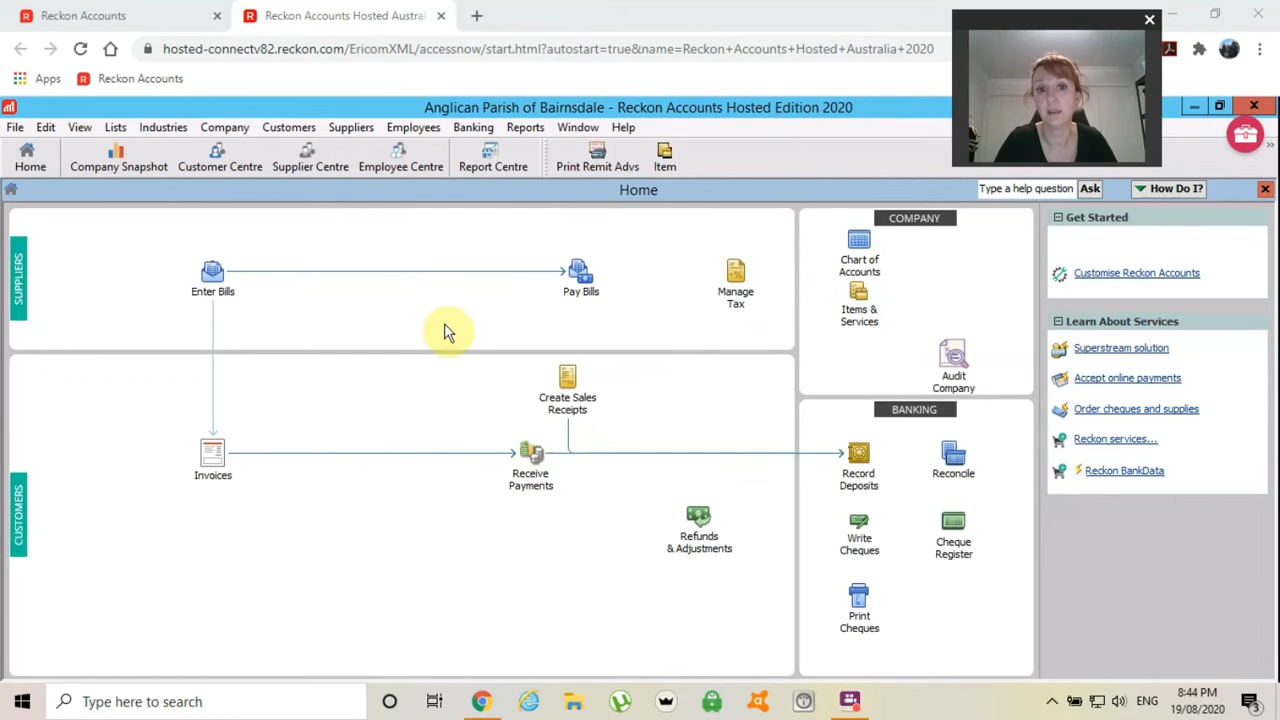 Reckon Accounts
Reckon Accounts Hosted Austra
hosted-connectv82.reckon.com/EricomXML/accessnow/start.html?autostart=true&name=Reckon+Accounts+Hosted+Australia+2020
Apps
Reckon Accounts
Anglican Parish of Bairnsdale - Reckon Accounts Hosted Edition 2020
File Edit View Lists Industries Company Customers Suppliers Employees Banking Reports Window Help
Home Company Snapshot Customer Centre Supplier Centre Employee Centre Report Centre Print Remit Advs Item
Home
Type a help question Ask How Do I?
SUPPLIERS
Enter Bills
Pay Bills
Manage
Tax
CUSTOMERS
Create Sales
Receipts
Invoices
Receive
Payments
Refunds
& Adjustments
COMPANY
Chart of
Accounts
Items &
Services
Audit
Company
BANKING
Record
Deposits
Reconcile
Write
Cheques
Cheque
Register
Print
Cheques
Get Started
Customise Reckon Accounts
Learn About Services
Superstream solution
Accept online payments
Order cheques and supplies
Reckon services...
Reckon BankData
Type here to search
ENG
8:44 PM
19/08/2020
3